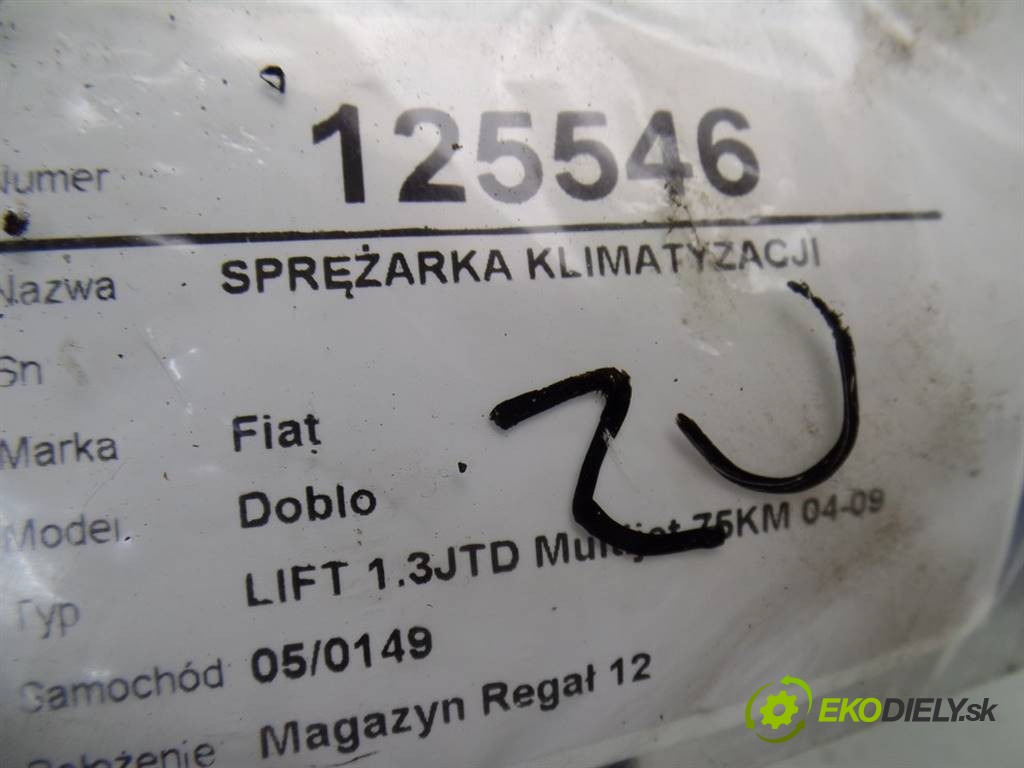 Numer 125546
Nazwa SPRĘŻARKA KLIMATYZACJI
Sn
Marka Fiat
Model Doblo
Typ LIFT 1.3JTD Multijet 75KM 04-09
Samochód 05/0149
Położenie Magazyn Regał 12
EKODIELY.sk